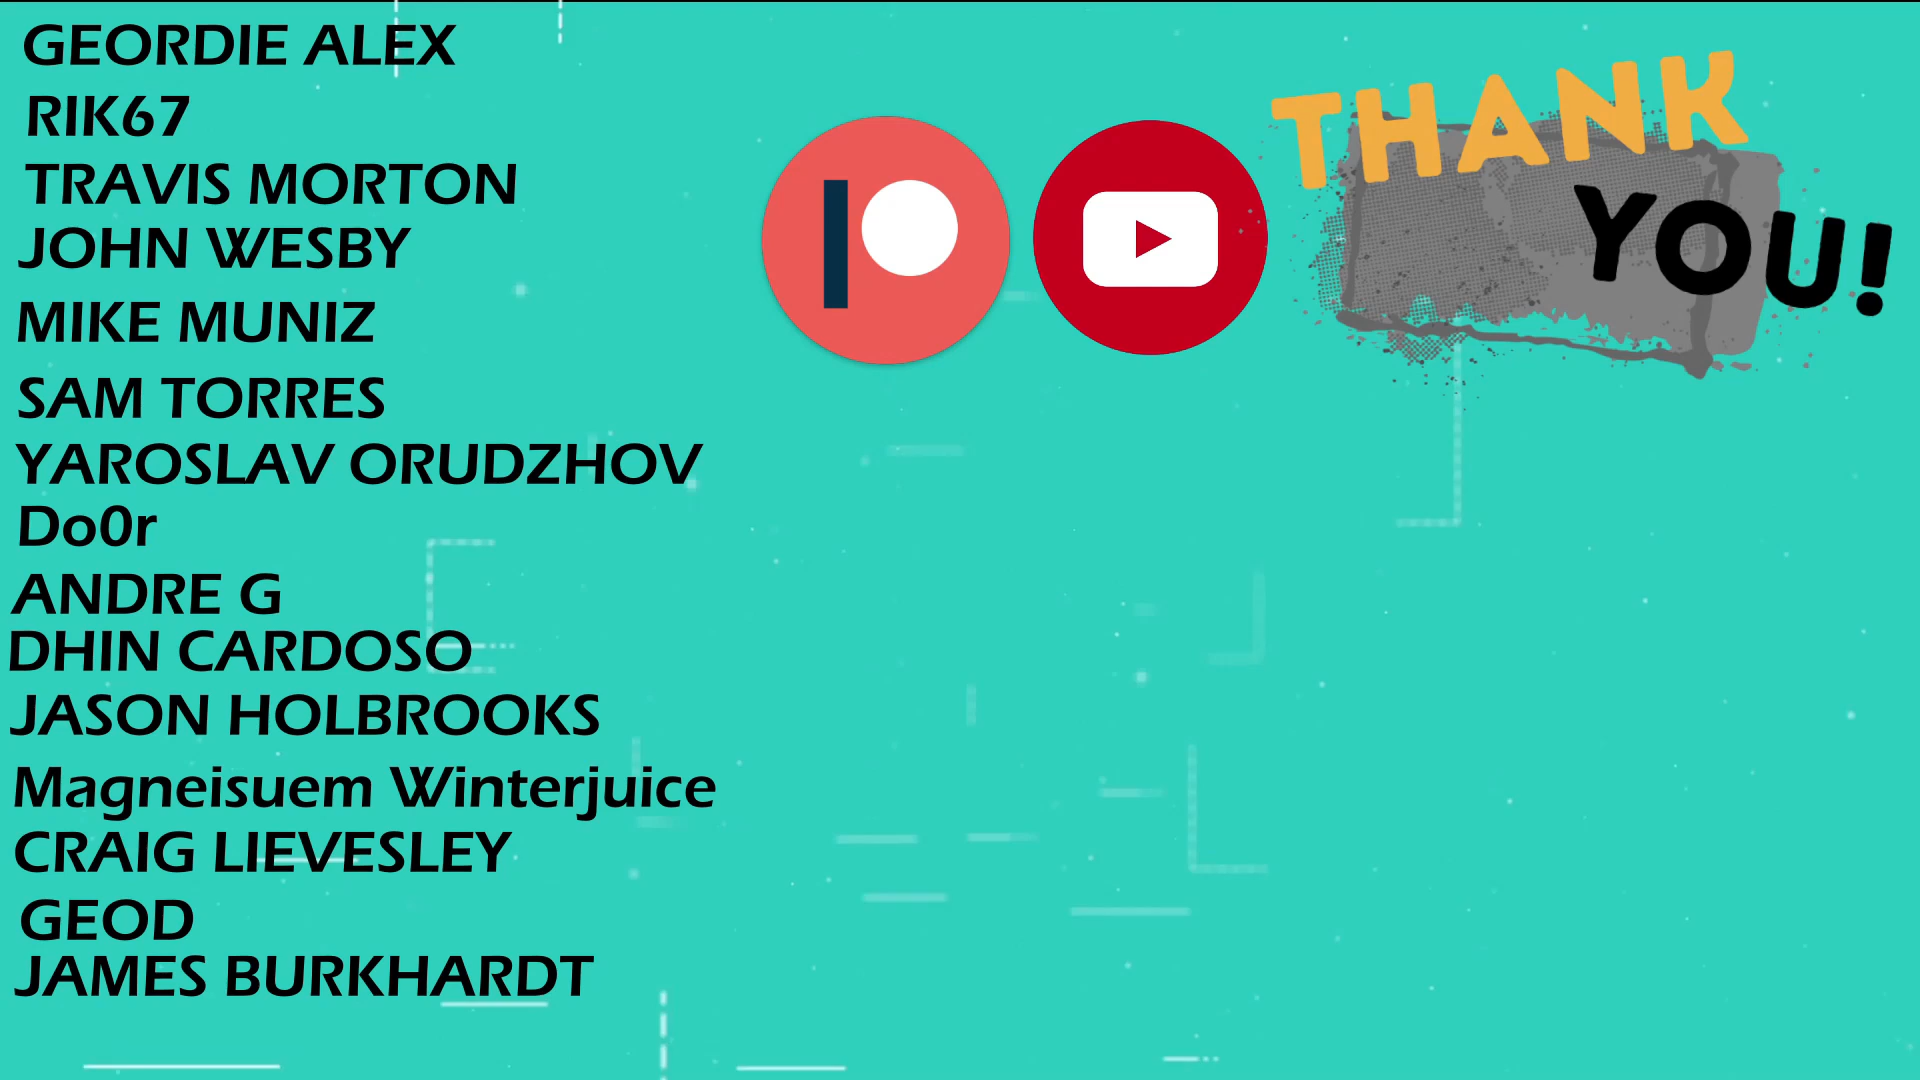 GEORDIE ALEX
RIK67
TRAVIS MORTON
JOHN WESBY
MIKE MUNIZ
SAM TORRES
YAROSLAV ORUDZHOV
Do0r
ANDRE G
DHIN CARDOSO
JASON HOLBROOKS
Magneisuem Winterjuice
CRAIG LIEVESLEY
GEOD
JAMES BURKHARDT
THANK
YOU!